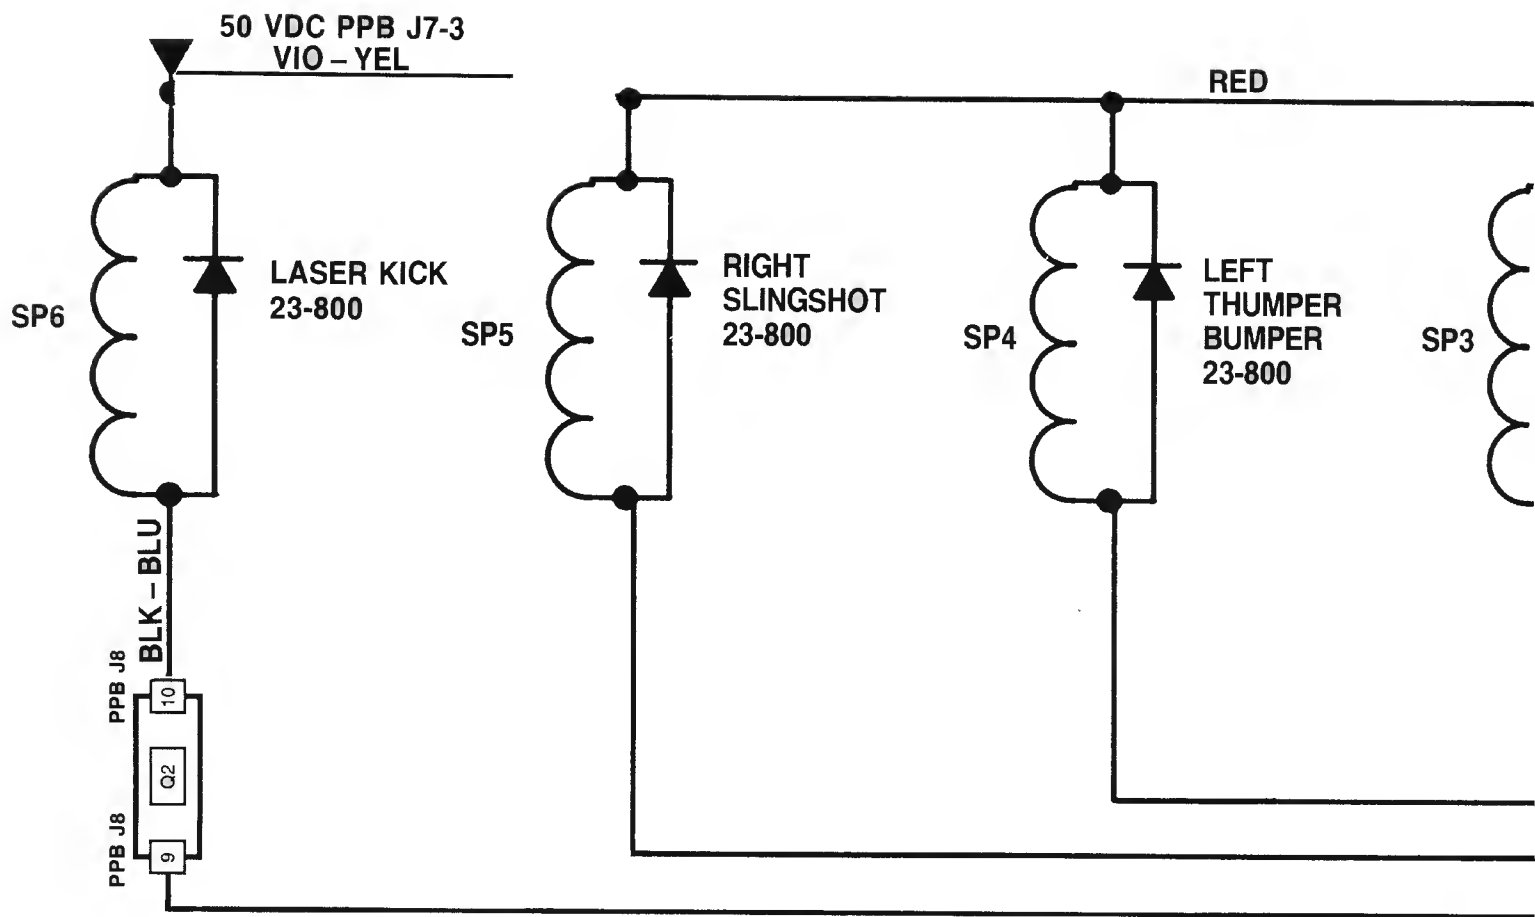 50 VDC PPB J7-3
VIO – YEL
RED
SP6
LASER KICK
23-800
SP5
RIGHT
SLINGSHOT
23-800
SP4
LEFT
THUMPER
BUMPER
23-800
SP3
BLK – BLU
PPB J8
10
Q2
PPB J8
9